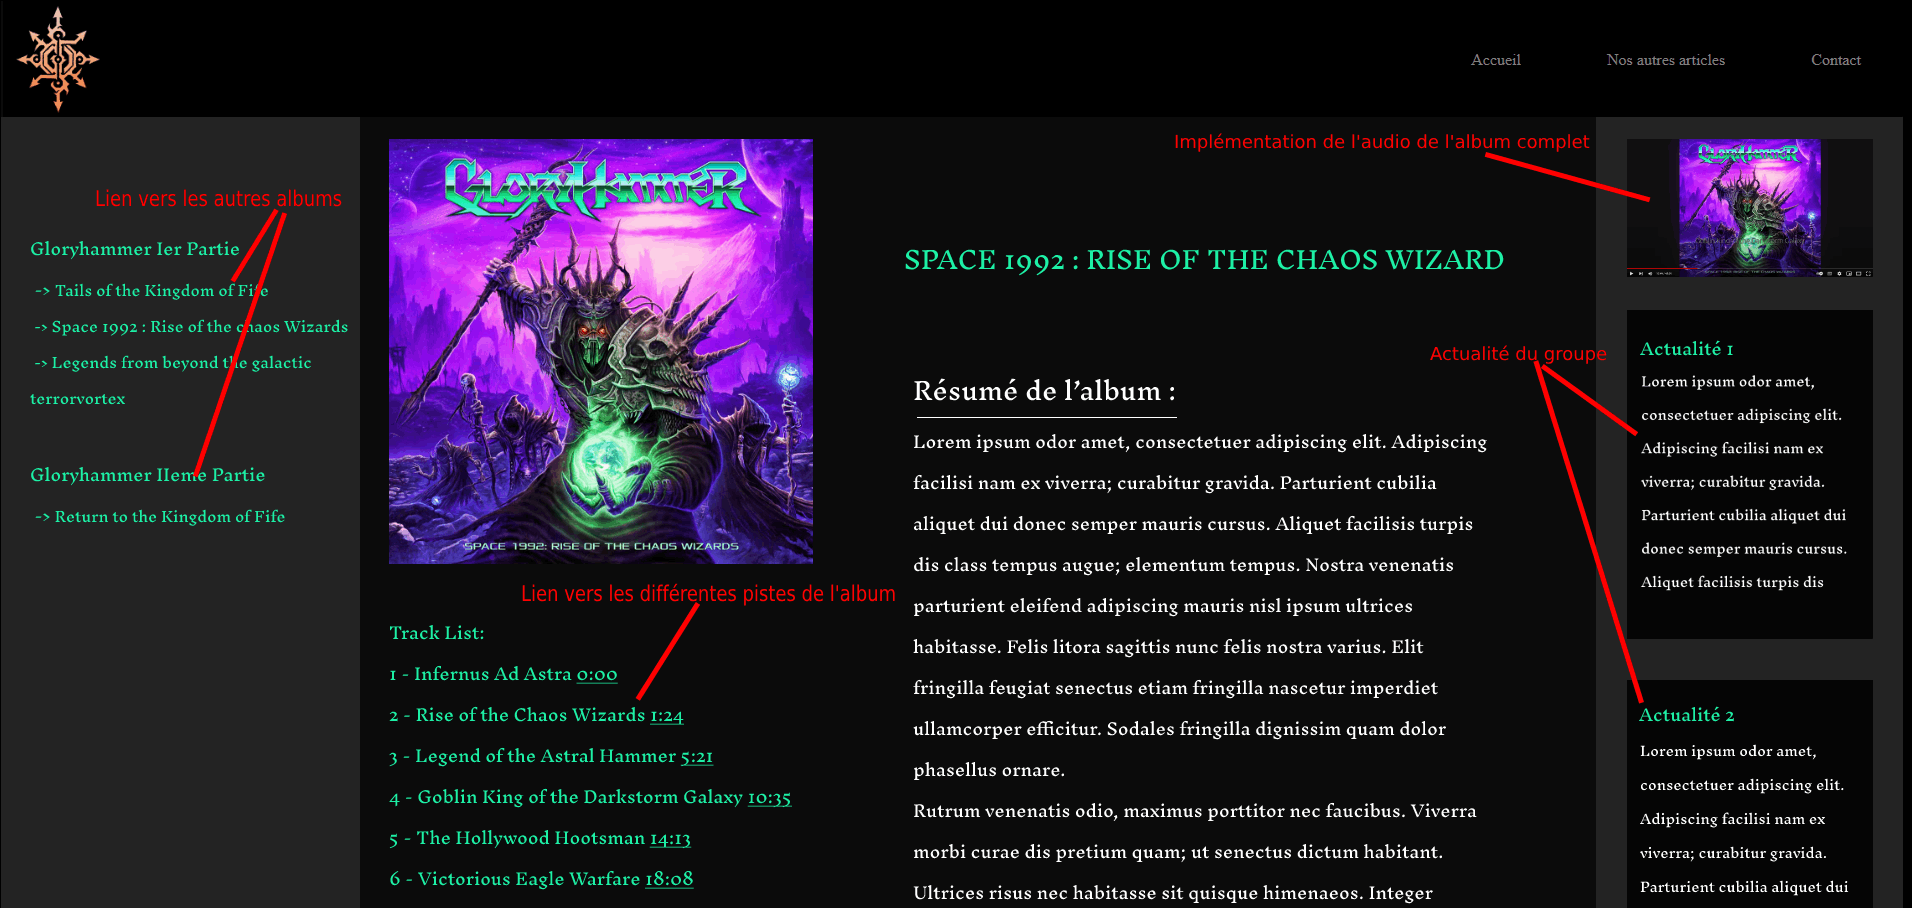 Accueil
Nos autres articles
Contact
Lien vers les autres albums
Gloryhammer Ier Partie
-> Tails of the Kingdom of Fife
-> Space 1992 : Rise of the chaos Wizards
-> Legends from beyond the galactic
terrorvortex
Gloryhammer IIeme Partie
-> Return to the Kingdom of Fife
GLORYHAMMER
SPACE 1992: RISE OF THE CHAOS WIZARDS
Lien vers les différentes pistes de l'album
Track List:
1 - Infernus Ad Astra 0:00
2 - Rise of the Chaos Wizards 1:24
3 - Legend of the Astral Hammer 5:21
4 - Goblin King of the Darkstorm Galaxy 10:35
5 - The Hollywood Hootsman 14:13
6 - Victorious Eagle Warfare 18:08
SPACE 1992 : RISE OF THE CHAOS WIZARD
Résumé de l’album :
Lorem ipsum odor amet, consectetuer adipiscing elit. Adipiscing
facilisi nam ex viverra; curabitur gravida. Parturient cubilia
aliquet dui donec semper mauris cursus. Aliquet facilisis turpis
dis class tempus augue; elementum tempus. Nostra venenatis
parturient eleifend adipiscing mauris nisl ipsum ultrices
habitasse. Felis litora sagittis nunc felis nostra varius. Elit
fringilla feugiat senectus etiam fringilla nascetur imperdiet
ullamcorper efficitur. Sodales fringilla dignissim quam dolor
phasellus ornare.
Rutrum venenatis odio, maximus porttitor nec faucibus. Viverra
morbi curae dis pretium quam; ut senectus dictum habitant.
Ultrices risus nec habitasse sit quisque himenaeos. Integer
Implémentation de l'audio de l'album complet
GLORYHAMMER
SPACE 1992: RISE OF THE CHAOS WIZARDS
Actualité du groupe
Actualité 1
Lorem ipsum odor amet,
consectetuer adipiscing elit.
Adipiscing facilisi nam ex
viverra; curabitur gravida.
Parturient cubilia aliquet dui
donec semper mauris cursus.
Aliquet facilisis turpis dis
Actualité 2
Lorem ipsum odor amet,
consectetuer adipiscing elit.
Adipiscing facilisi nam ex
viverra; curabitur gravida.
Parturient cubilia aliquet dui